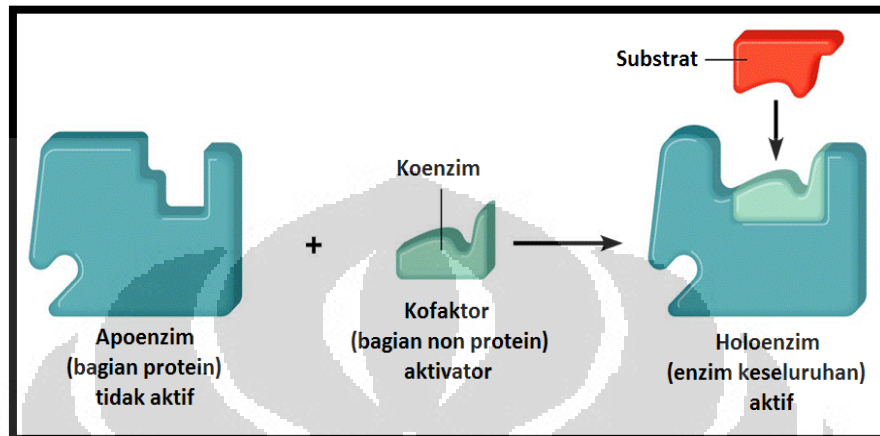 Substrat
Koenzim
+
Apoenzim
(bagian protein)
tidak aktif
Kofaktor
(bagian non protein)
aktivator
Holoenzim
(enzim keseluruhan)
aktif